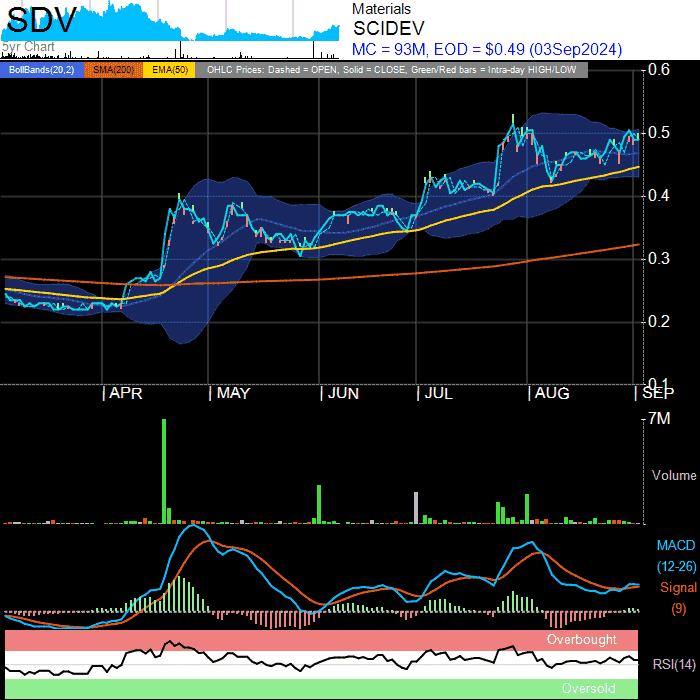 SDV
5yr Chart
Materials
SCIDEV
MC = 93M, EOD = $0.49 (03Sep2024)
BollBands(20,2) SMA(200) EMA(50) OHLC Prices: Dashed = OPEN, Solid = CLOSE, Green/Red bars = Intra-day HIGH/LOW
0.6
0.5
0.4
0.3
0.2
0.1
APR MAY JUN JUL AUG SEP
7M
Volume
MACD
(12-26)
Signal
(9)
Overbought
RSI(14)
Oversold